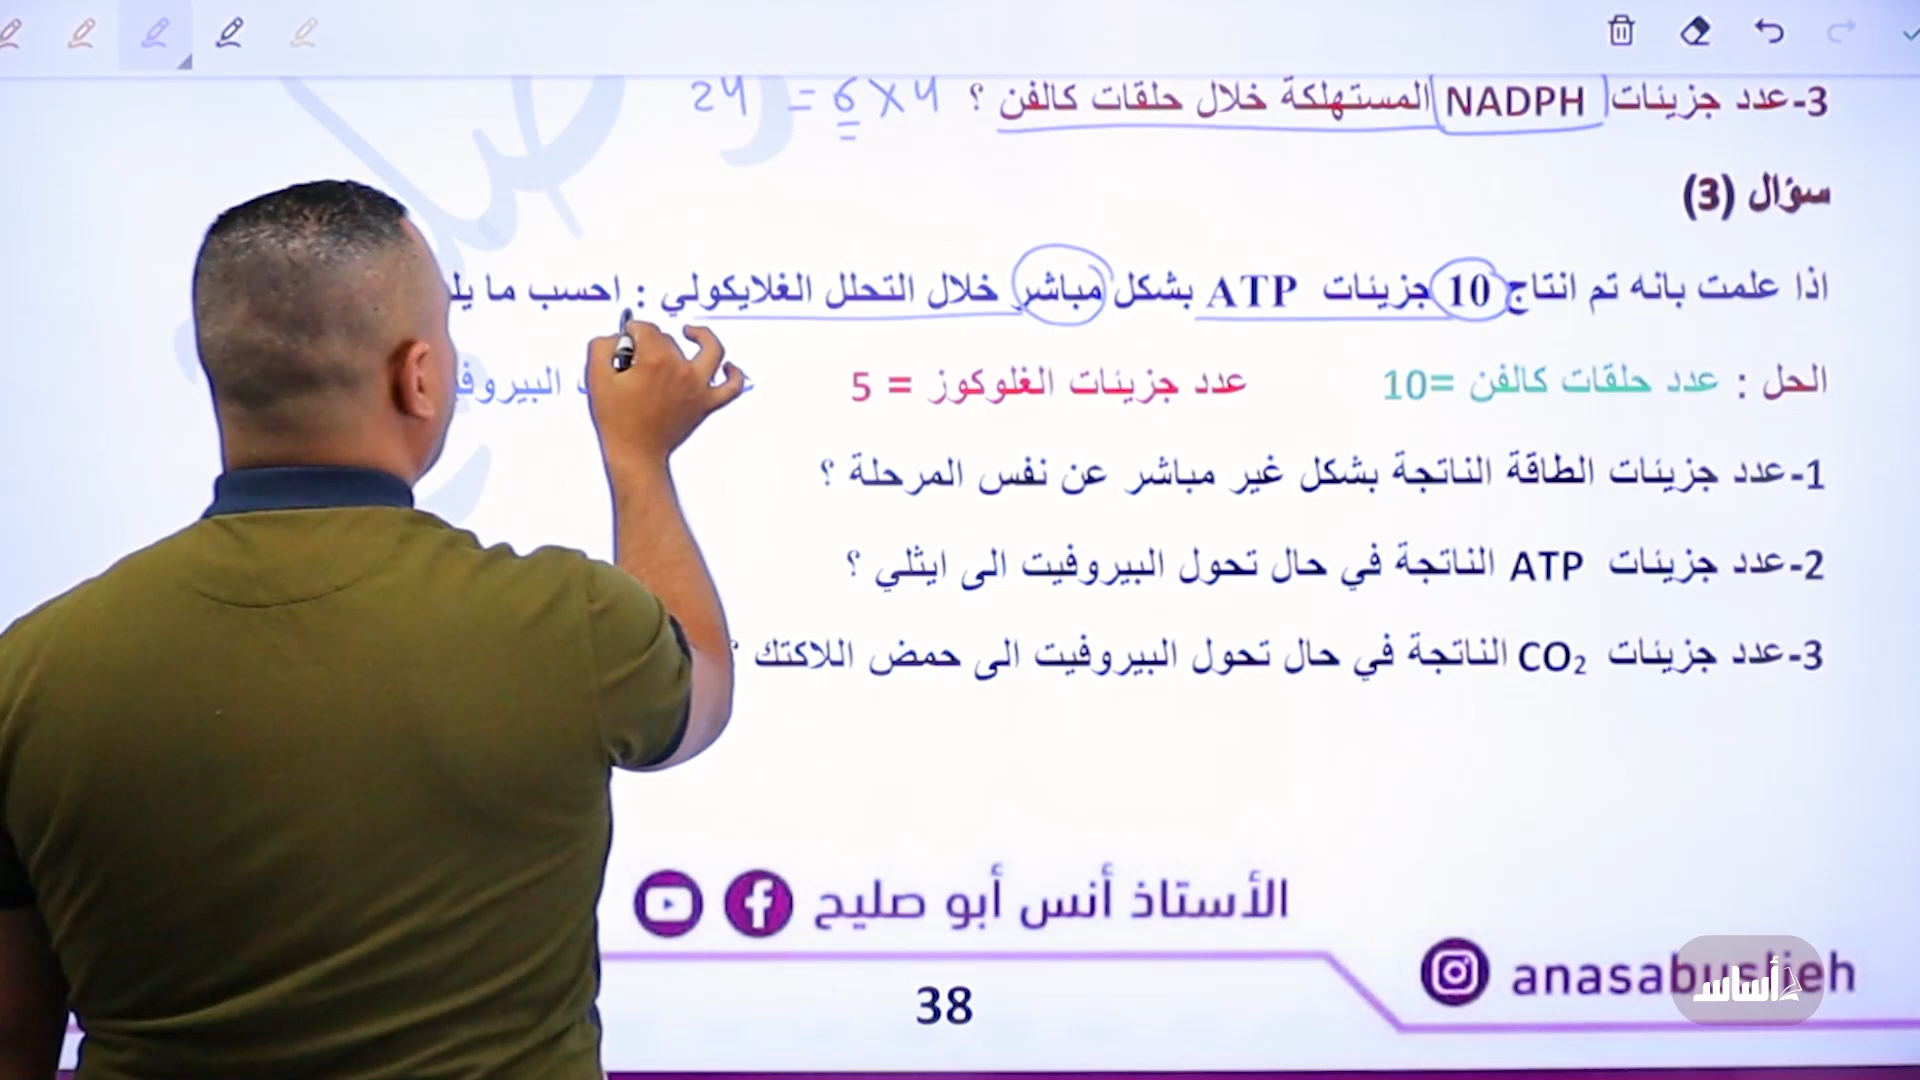 3-عدد جزيئات NADPH المستهلكة خلال حلقات كالفن ؟ 4 × 6 = 24
سؤال (3)
اذا علمت بانه تم انتاج 10 جزيئات ATP بشكل مباشر خلال التحلل الغلايكولي : احسب ما
الحل : عدد حلقات كالفن =10 عدد جزيئات الغلوكوز = 5
1-عدد جزيئات الطاقة الناتجة بشكل غير مباشر عن نفس المرحلة ؟
2-عدد جزيئات ATP الناتجة في حال تحول البيروفيت الى ايثلي ؟
3-عدد جزيئات CO₂ الناتجة في حال تحول البيروفيت الى حمض اللاكتك ؟
الأستاذ أنس أبو صليح
anasabuslieh
أساس
38